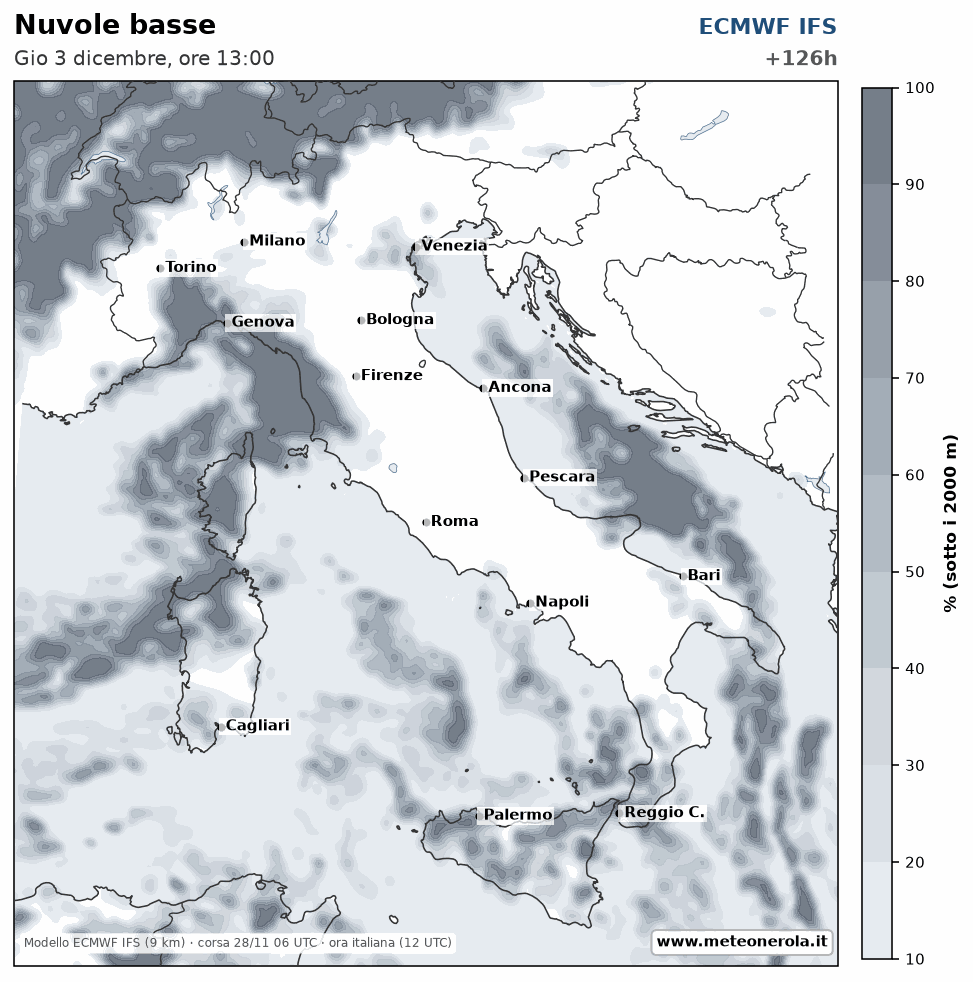 Nuvole basse
ECMWF IFS
Gio 3 dicembre, ore 13:00
+126h
Milano
Venezia
Torino
Genova
Bologna
Firenze
Ancona
Pescara
Roma
Bari
Napoli
Cagliari
Palermo
Reggio C.
Modello ECMWF IFS (9 km) · corsa 28/11 06 UTC · ora italiana (12 UTC)
www.meteonerola.it
100
90
80
70
60
50
40
30
20
10
% (sotto i 2000 m)